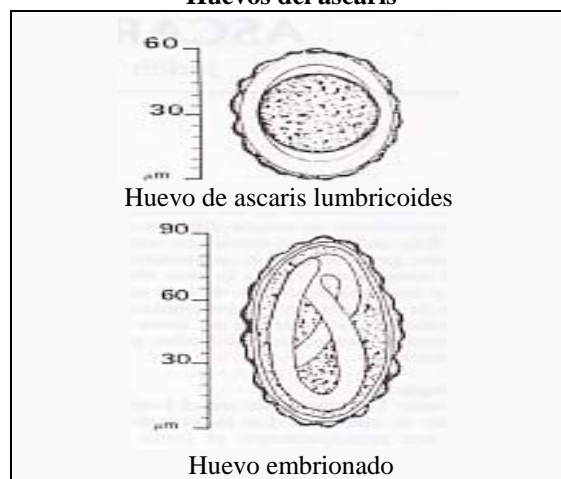 Huevos del ascaris
60
30
µm
Huevo de ascaris lumbricoides
90
60
30
µm
Huevo embrionado